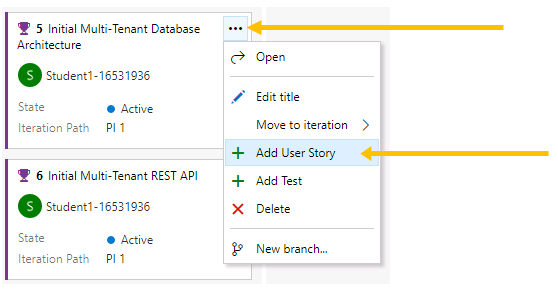 5 Initial Multi-Tenant Database
Architecture
S Student1-16531936
State Active
Iteration Path PI 1
Open
Edit title
Move to iteration
Add User Story
Add Test
Delete
New branch...
6 Initial Multi-Tenant REST API
S Student1-16531936
State Active
Iteration Path PI 1